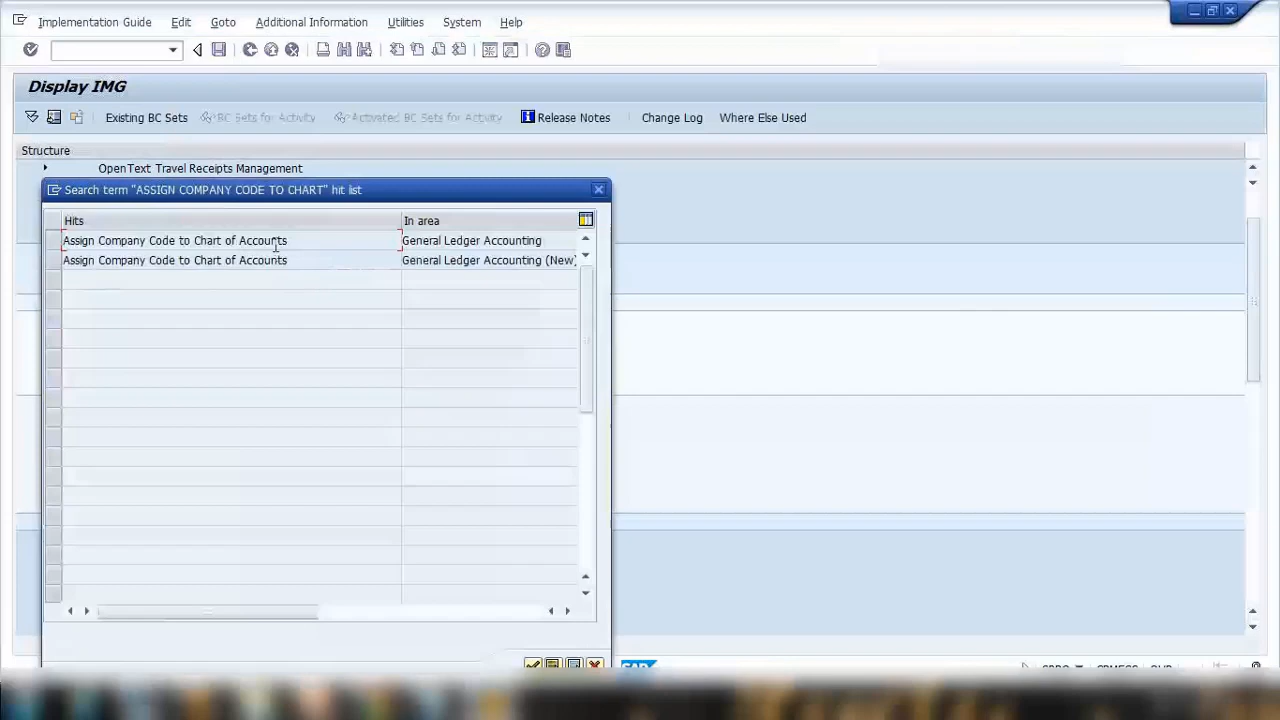 Implementation Guide Edit Goto Additional Information Utilities System Help
Display IMG
Existing BC Sets BC Sets for Activity Activated BC Sets for Activity Release Notes Change Log Where Else Used
Structure
OpenText Travel Receipts Management
Search term "ASSIGN COMPANY CODE TO CHART" hit list
Hits In area
Assign Company Code to Chart of Accounts General Ledger Accounting
Assign Company Code to Chart of Accounts General Ledger Accounting (New)
SAP